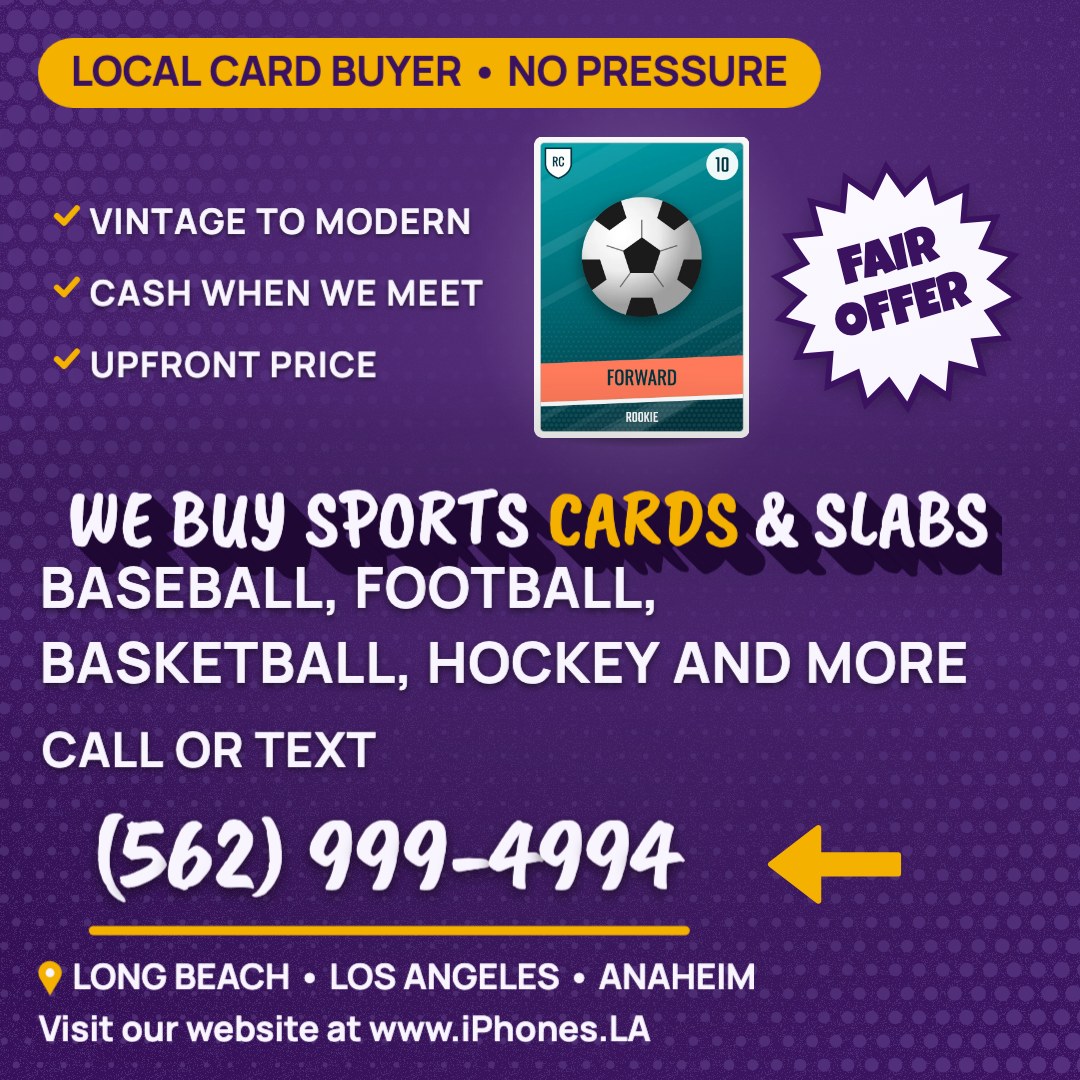 LOCAL CARD BUYER • NO PRESSURE
VINTAGE TO MODERN
CASH WHEN WE MEET
UPFRONT PRICE
RC
10
FORWARD
ROOKIE
FAIR
OFFER
WE BUY SPORTS CARDS & SLABS
BASEBALL, FOOTBALL,
BASKETBALL, HOCKEY AND MORE
CALL OR TEXT
(562) 999-4994
LONG BEACH • LOS ANGELES • ANAHEIM
Visit our website at www.iPhones.LA